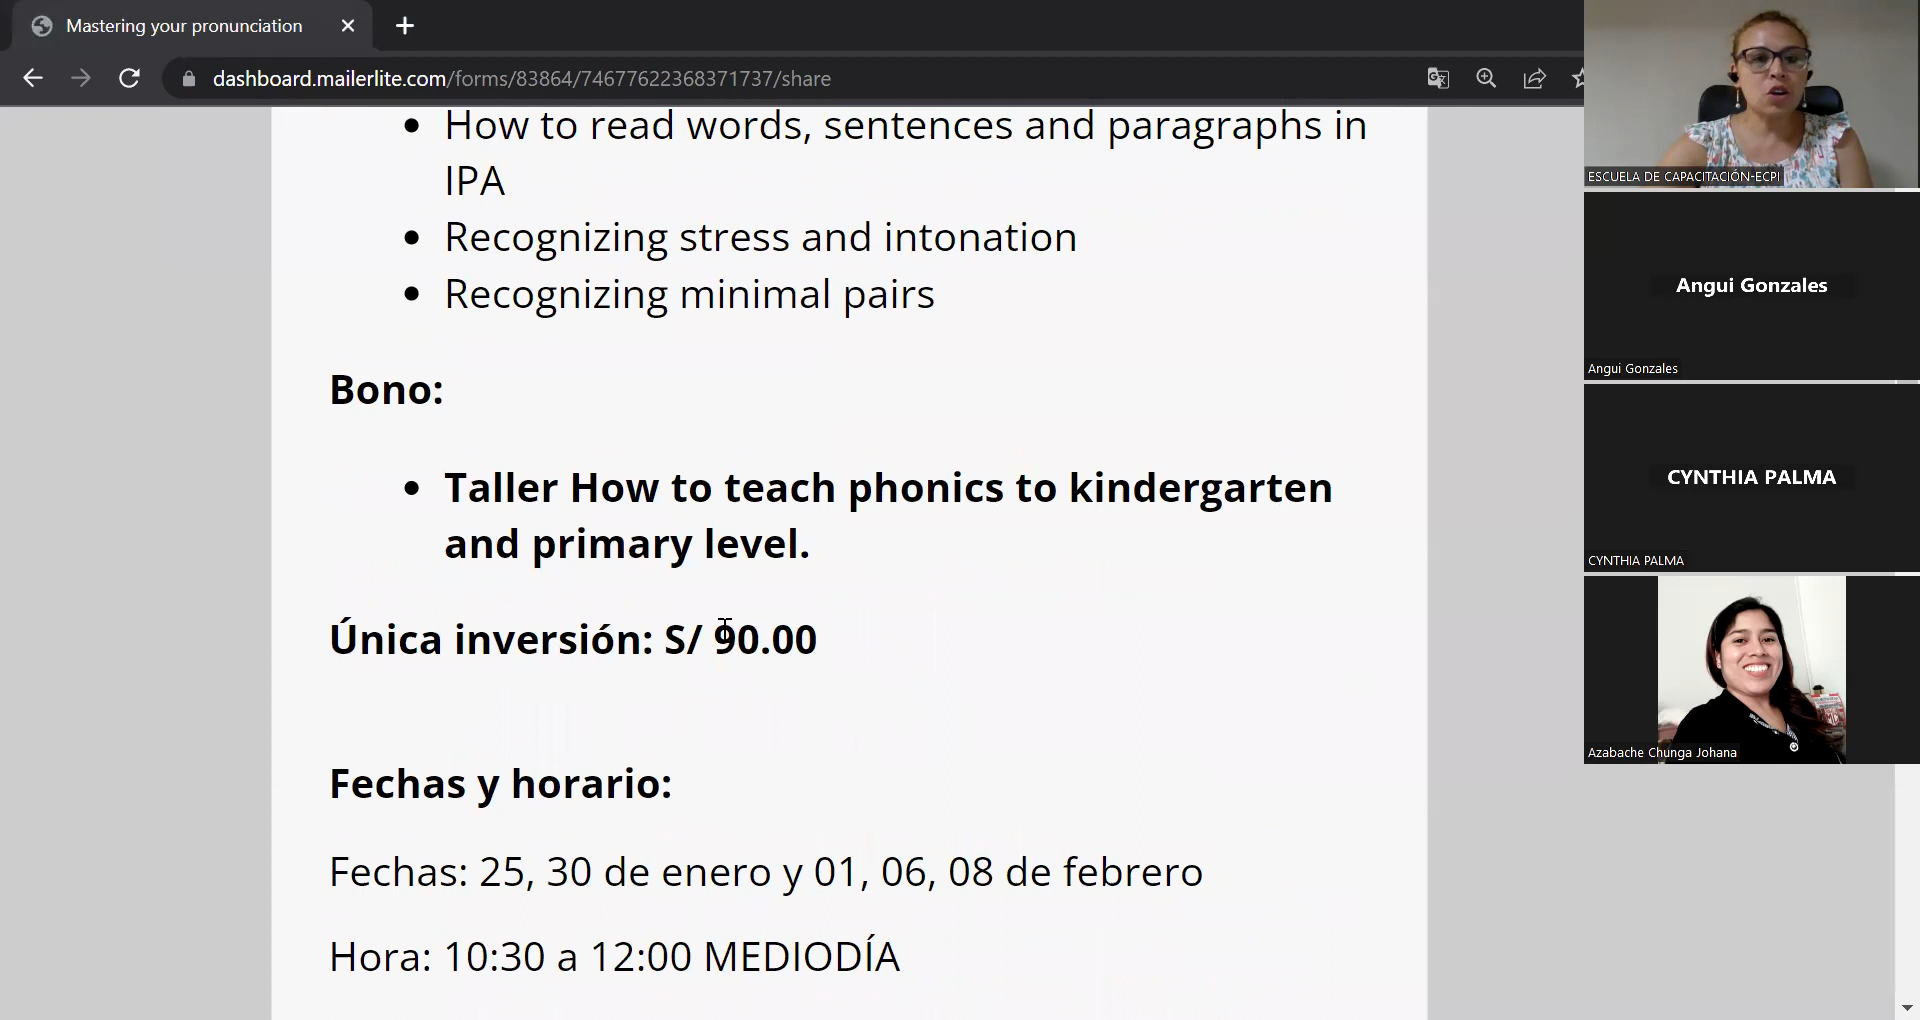 Mastering your pronunciation
dashboard.mailerlite.com/forms/83864/74677622368371737/share
• How to read words, sentences and paragraphs in
IPA
• Recognizing stress and intonation
• Recognizing minimal pairs
Bono:
• Taller How to teach phonics to kindergarten
and primary level.
Única inversión: S/ 90.00
Fechas y horario:
Fechas: 25, 30 de enero y 01, 06, 08 de febrero
Hora: 10:30 a 12:00 MEDIODÍA
ESCUELA DE CAPACITACIÓN-ECPI
Angui Gonzales
Angui Gonzales
CYNTHIA PALMA
CYNTHIA PALMA
Azabache Chunga Johana